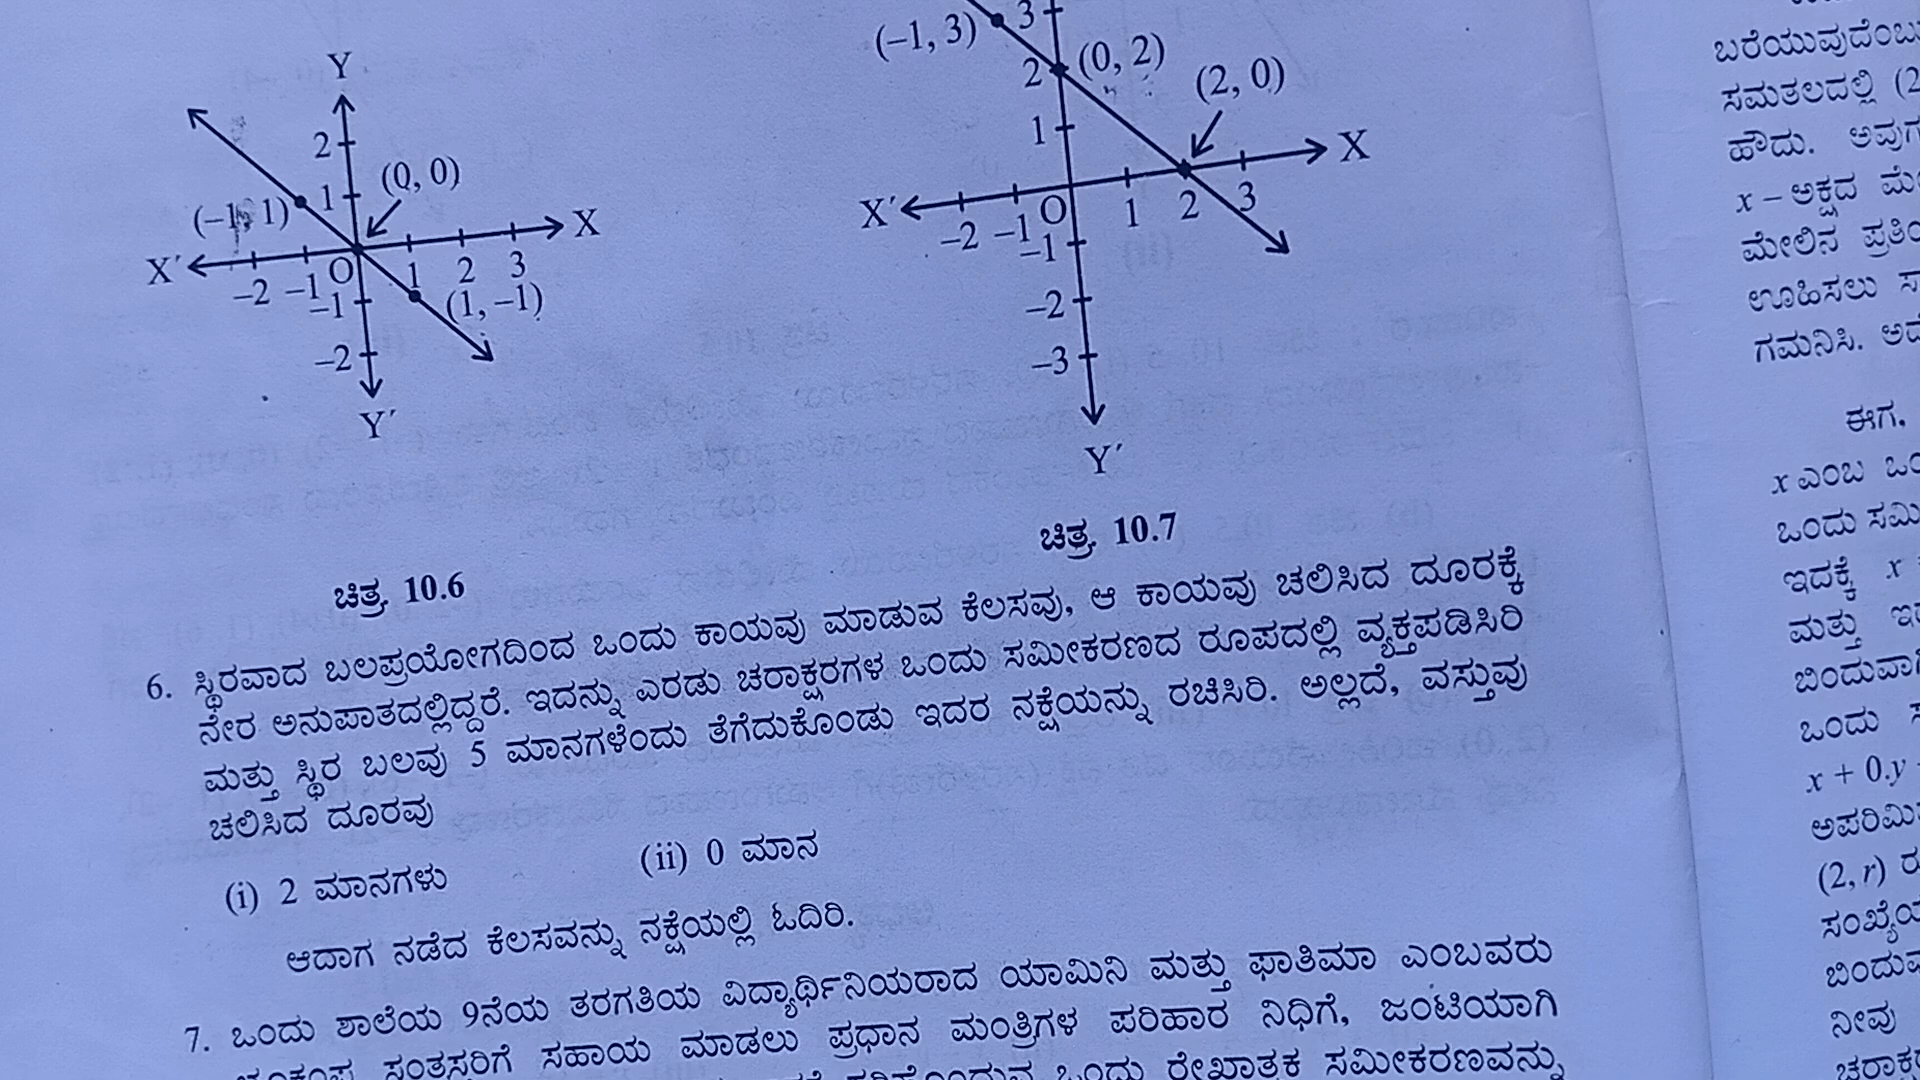 Y
2
1
(0, 0)
(–1, 1)
X
X′
–2 –1 O 1 2 3
–1
(1, –1)
–2
Y′
ಚಿತ್ರ 10.6
(–1, 3)
3
2
(0, 2)
(2, 0)
1
X
X′
–2 –1 O 1 2 3
–1
–2
–3
Y′
ಚಿತ್ರ 10.7
6. ಸ್ಥಿರವಾದ ಬಲಪ್ರಯೋಗದಿಂದ ಒಂದು ಕಾಯವು ಮಾಡುವ ಕೆಲಸವು, ಆ ಕಾಯವು ಚಲಿಸಿದ ದೂರಕ್ಕೆ
ನೇರ ಅನುಪಾತದಲ್ಲಿದ್ದರೆ. ಇದನ್ನು ಎರಡು ಚರಾಕ್ಷರಗಳ ಒಂದು ಸಮೀಕರಣದ ರೂಪದಲ್ಲಿ ವ್ಯಕ್ತಪಡಿಸಿರಿ
ಮತ್ತು ಸ್ಥಿರ ಬಲವು 5 ಮಾನಗಳೆಂದು ತೆಗೆದುಕೊಂಡು ಇದರ ನಕ್ಷೆಯನ್ನು ರಚಿಸಿರಿ. ಅಲ್ಲದೆ, ವಸ್ತುವು
ಚಲಿಸಿದ ದೂರವು
(i) 2 ಮಾನಗಳು (ii) 0 ಮಾನ
ಆದಾಗ ನಡೆದ ಕೆಲಸವನ್ನು ನಕ್ಷೆಯಲ್ಲಿ ಓದಿರಿ.
7. ಒಂದು ಶಾಲೆಯ 9ನೆಯ ತರಗತಿಯ ವಿದ್ಯಾರ್ಥಿನಿಯರಾದ ಯಾಮಿನಿ ಮತ್ತು ಫಾತಿಮಾ ಎಂಬವರು
ಸಂತ್ರಸ್ತರಿಗೆ ಸಹಾಯ ಮಾಡಲು ಪ್ರಧಾನ ಮಂತ್ರಿಗಳ ಪರಿಹಾರ ನಿಧಿಗೆ, ಜಂಟಿಯಾಗಿ
ಒಂದು ರೇಖಾತ್ಮಕ ಸಮೀಕರಣವನ್ನು
ಸಮತಲದಲ್ಲಿ (2
ಹೌದು.
x – ಅಕ್ಷದ
ಮೇಲಿನ
ಊಹಿಸಲು
ಗಮನಿಸಿ.
ಈಗ,
x ಎಂಬ
ಒಂದು
ಇದಕ್ಕೆ x
ಮತ್ತು
ಒಂದು
x + 0.y
(2, r)
ನೀವು